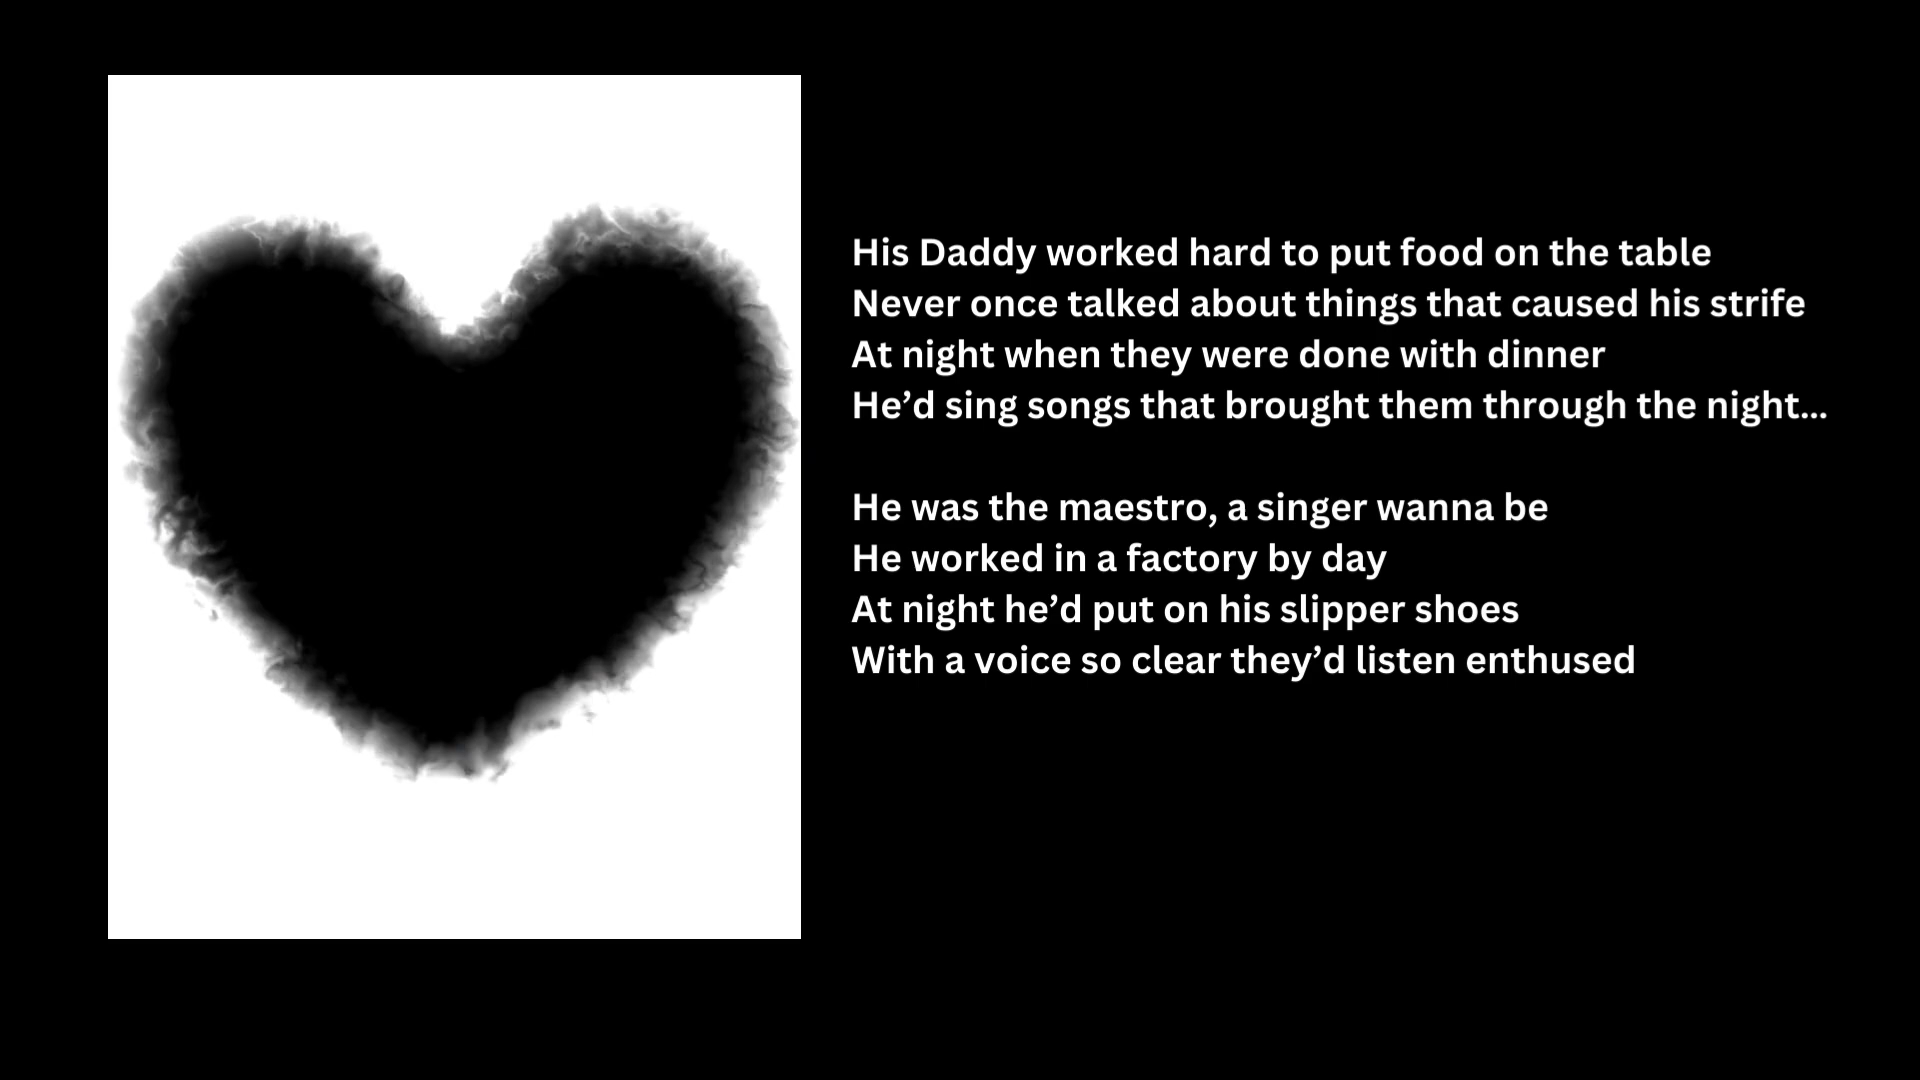 His Daddy worked hard to put food on the table
Never once talked about things that caused his strife
At night when they were done with dinner
He’d sing songs that brought them through the night...
He was the maestro, a singer wanna be
He worked in a factory by day
At night he’d put on his slipper shoes
With a voice so clear they’d listen enthused